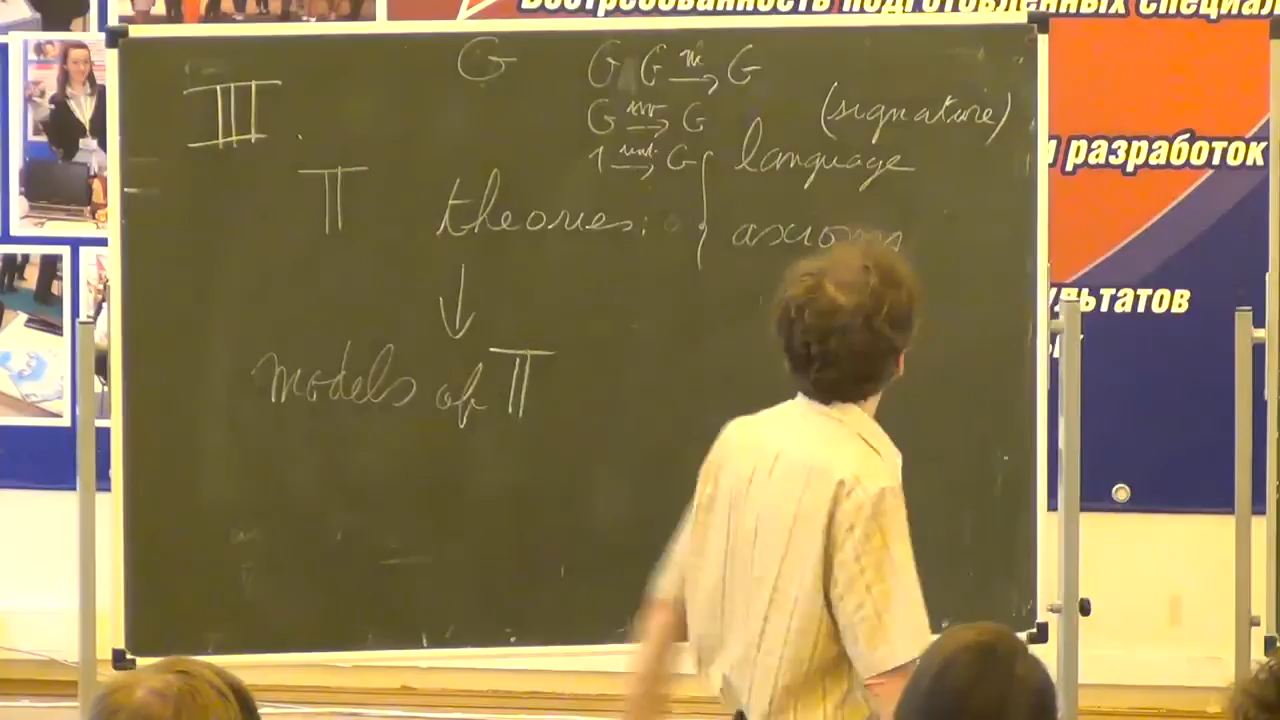 Востребованность подготовленных специал
G G G m→ G
III. G inv→ G (signature)
1 unit→ G { language
и разработок
𝕋 theories: axioms
ультатов
↓
models of 𝕋